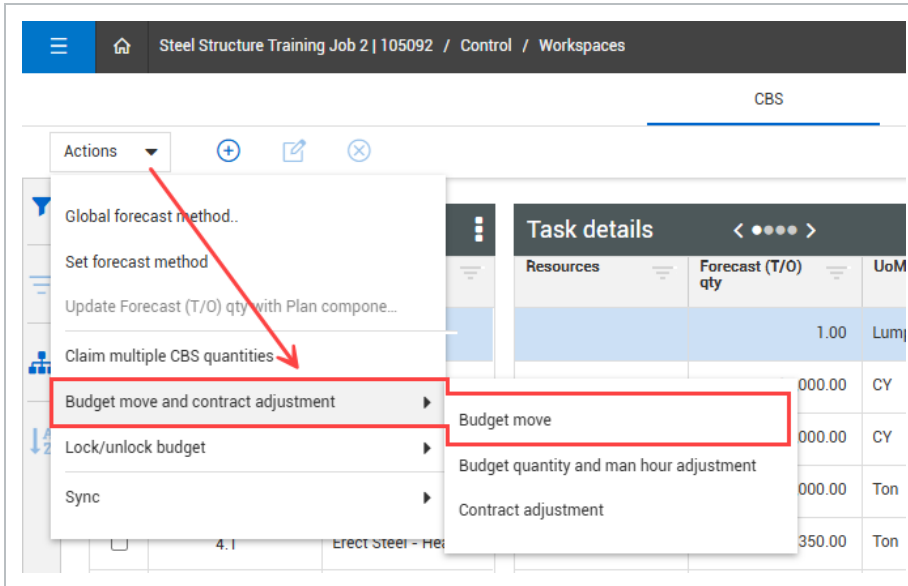 Steel Structure Training Job 2 | 105092 / Control / Workspaces
CBS
Actions
Global forecast method..
Set forecast method
Update Forecast (T/O) qty with Plan compone...
Claim multiple CBS quantities
Budget move and contract adjustment
Lock/unlock budget
Sync
Budget move
Budget quantity and man hour adjustment
Contract adjustment
Task details
Resources
Forecast (T/O)
qty
UoM
1.00 Lump
000.00 CY
000.00 CY
000.00 Ton
4.1 Erect Steel - Hea 350.00 Ton